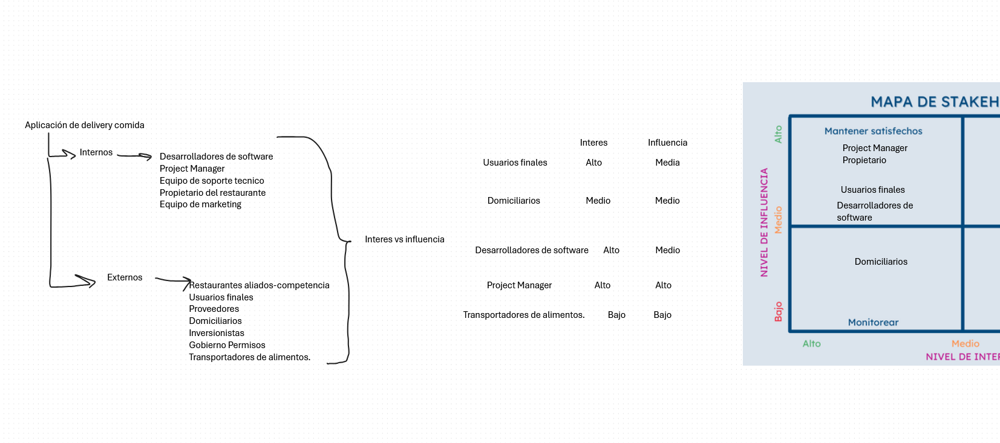 Aplicación de delivery comida
Internos
Desarrolladores de software
Project Manager
Equipo de soporte tecnico
Propietario del restaurante
Equipo de marketing
Externos
Restaurantes aliados-competencia
Usuarios finales
Proveedores
Domiciliarios
Inversionistas
Gobierno Permisos
Transportadores de alimentos.
Interes vs influencia
Interes Influencia
Usuarios finales Alto Media
Domiciliarios Medio Medio
Desarrolladores de software Alto Medio
Project Manager Alto Alto
Transportadores de alimentos. Bajo Bajo
MAPA DE STAKEH
NIVEL DE INFLUENCIA
Alto
Medio
Bajo
Mantener satisfechos
Project Manager
Propietario
Usuarios finales
Desarrolladores de
software
Domiciliarios
Monitorear
Alto Medio
NIVEL DE INTER